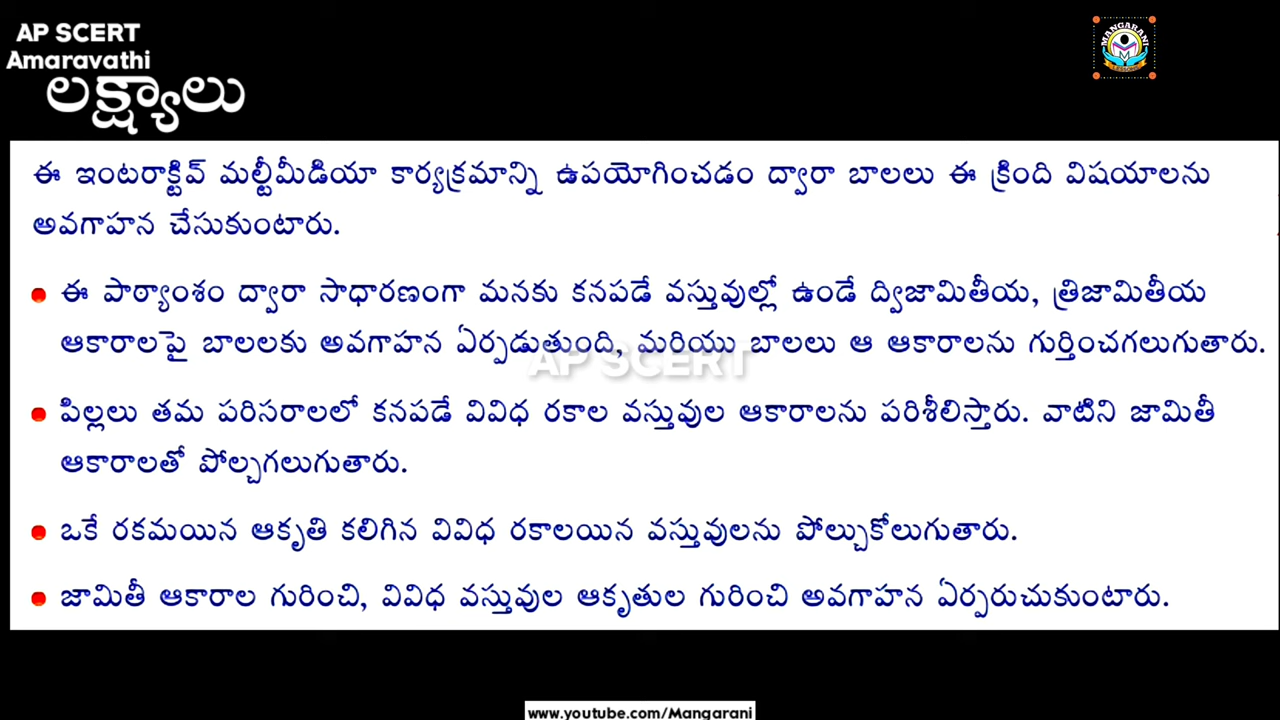 AP SCERT
Amaravathi
MANGARANI
లక్ష్యాలు
ఈ ఇంటరాక్టివ్ మల్టీమీడియా కార్యక్రమాన్ని ఉపయోగించడం ద్వారా బాలలు ఈ క్రింది విషయాలను
అవగాహన చేసుకుంటారు.
ఈ పాఠ్యాంశం ద్వారా సాధారణంగా మనకు కనపడే వస్తువుల్లో ఉండే ద్విజామితీయ, త్రిజామితీయ
ఆకారాలపై బాలలకు అవగాహన ఏర్పడుతుంది, మరియు బాలలు ఆ ఆకారాలను గుర్తించగలుగుతారు.
AP SCERT
పిల్లలు తమ పరిసరాలలో కనపడే వివిధ రకాల వస్తువుల ఆకారాలను పరిశీలిస్తారు. వాటిని జామితీ
ఆకారాలతో పోల్చగలుగుతారు.
ఒకే రకమయిన ఆకృతి కలిగిన వివిధ రకాలయిన వస్తువులను పోల్చుకోలుగుతారు.
జామితీ ఆకారాల గురించి, వివిధ వస్తువుల ఆకృతుల గురించి అవగాహన ఏర్పరుచుకుంటారు.
www.youtube.com/Mangarani